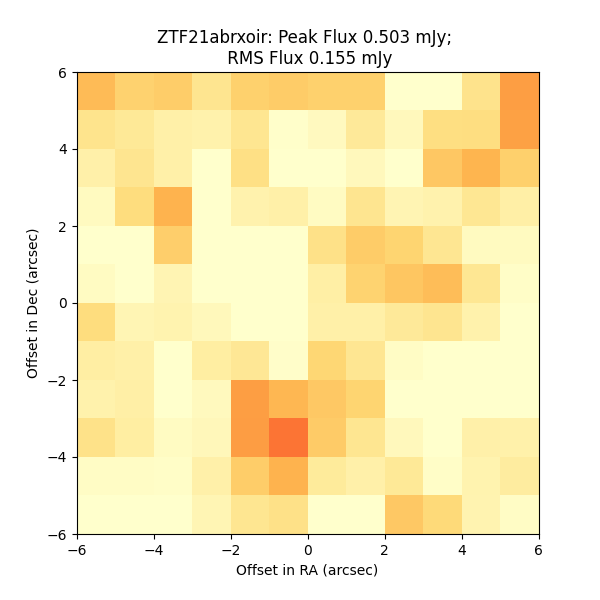 ZTF21abrxoir: Peak Flux 0.503 mJy;
RMS Flux 0.155 mJy
6
4
2
0
−2
−4
−6
Offset in Dec (arcsec)
−6 −4 −2 0 2 4 6
Offset in RA (arcsec)